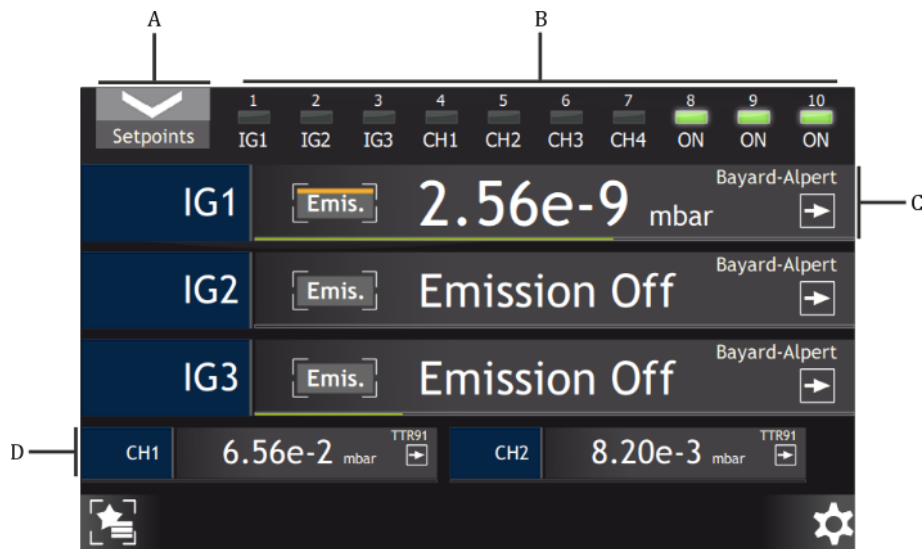 A B
1 2 3 4 5 6 7 8 9 10
Setpoints IG1 IG2 IG3 CH1 CH2 CH3 CH4 ON ON ON
Bayard-Alpert
IG1 Emis. 2.56e-9 mbar C
Bayard-Alpert
IG2 Emis. Emission Off
Bayard-Alpert
IG3 Emis. Emission Off
TTR91 TTR91
D CH1 6.56e-2 mbar CH2 8.20e-3 mbar